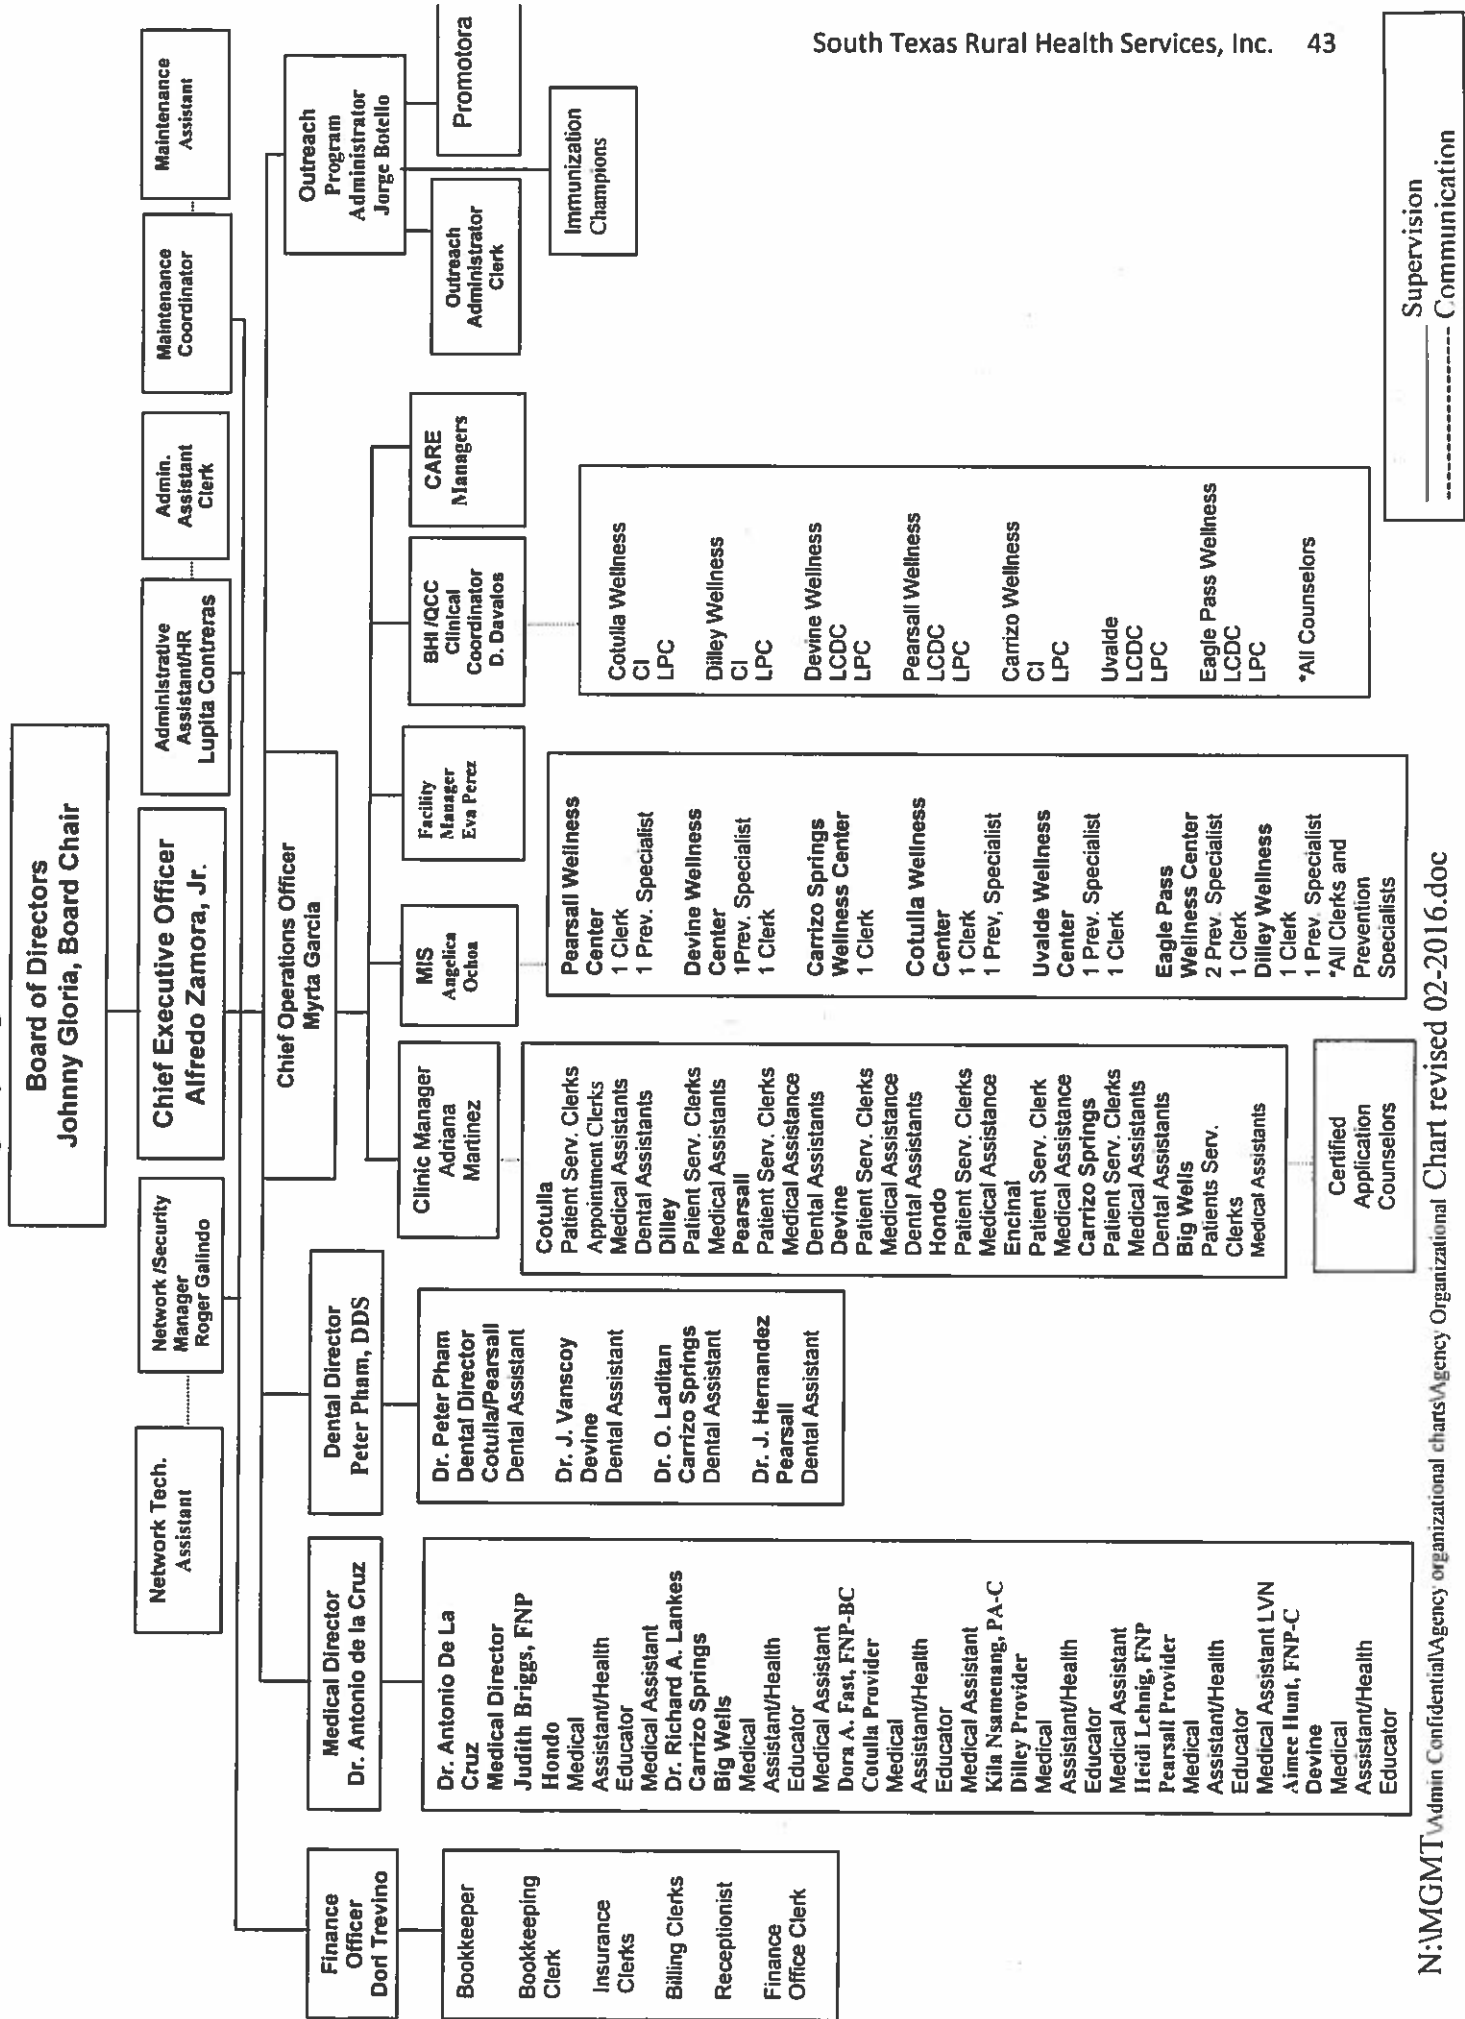 South Texas Rural Health Services, Inc. 43
Board of Directors
Johnny Gloria, Board Chair
Network Tech.
Assistant
Network /Security
Manager
Roger Galindo
Chief Executive Officer
Alfredo Zamora, Jr.
Administrative
Assistant/HR
Lupita Contreras
Admin.
Assistant
Clerk
Maintenance
Coordinator
Maintenance
Assistant
Finance
Officer
Dori Trevino
Medical Director
Dr. Antonio de la Cruz
Dental Director
Peter Pham, DDS
Chief Operations Officer
Myrta Garcia
Outreach
Program
Administrator
Jorge Botello
Clinic Manager
Adriana
Martinez
MIS
Angelica
Ochoa
Facility
Manager
Eva Perez
BHI /QCC
Clinical
Coordinator
D. Davalos
CARE
Managers
Outreach
Administrator
Clerk
Promotora
Immunization
Champions
Bookkeeper
Bookkeeping
Clerk
Insurance
Clerks
Billing Clerks
Receptionist
Finance
Office Clerk
Dr. Antonio De La
Cruz
Medical Director
Judith Briggs, FNP
Hondo
Medical
Assistant/Health
Educator
Medical Assistant
Dr. Richard A. Lankes
Carrizo Springs
Big Wells
Medical
Assistant/Health
Educator
Medical Assistant
Dora A. Fast, FNP-BC
Cotulla Provider
Medical
Assistant/Health
Educator
Medical Assistant
Kila Nsamenang, PA-C
Dilley Provider
Medical
Assistant/Health
Educator
Medical Assistant
Heidi Lehnig, FNP
Pearsall Provider
Medical
Assistant/Health
Educator
Medical Assistant LVN
Aimee Hunt, FNP-C
Devine
Medical
Assistant/Health
Educator
Dr. Peter Pham
Dental Director
Cotulla/Pearsall
Dental Assistant
Dr. J. Vanscoy
Devine
Dental Assistant
Dr. O. Laditan
Carrizo Springs
Dental Assistant
Dr. J. Hernandez
Pearsall
Dental Assistant
Cotulla
Patient Serv. Clerks
Appointment Clerks
Medical Assistants
Dental Assistants
Dilley
Patient Serv. Clerks
Medical Assistants
Pearsall
Patient Serv. Clerks
Medical Assistance
Dental Assistants
Devine
Patient Serv. Clerks
Medical Assistance
Dental Assistants
Hondo
Patient Serv. Clerks
Medical Assistance
Encinal
Patient Serv. Clerk
Medical Assistance
Carrizo Springs
Patient Serv. Clerks
Medical Assistants
Dental Assistants
Big Wells
Patients Serv.
Clerks
Medical Assistants
Certified
Application
Counselors
Pearsall Wellness
Center
1 Clerk
1 Prev. Specialist
Devine Wellness
Center
1Prev. Specialist
1 Clerk
Carrizo Springs
Wellness Center
1 Clerk
Cotulla Wellness
Center
1 Clerk
1 Prev, Specialist
Uvalde Wellness
Center
1 Prev. Specialist
1 Clerk
Eagle Pass
Wellness Center
2 Prev. Specialist
1 Clerk
Dilley Wellness
1 Clerk
1 Prev. Specialist
*All Clerks and
Prevention
Specialists
Cotulla Wellness
CI
LPC
Dilley Wellness
CI
LPC
Devine Wellness
LCDC
LPC
Pearsall Wellness
LCDC
LPC
Carrizo Wellness
CI
LPC
Uvalde
LCDC
LPC
Eagle Pass Wellness
LCDC
LPC
*All Counselors
Supervision
Communication
N:\MGMT\Admin Confidential\Agency organizational charts\Agency Organizational Chart revised 02-2016.doc